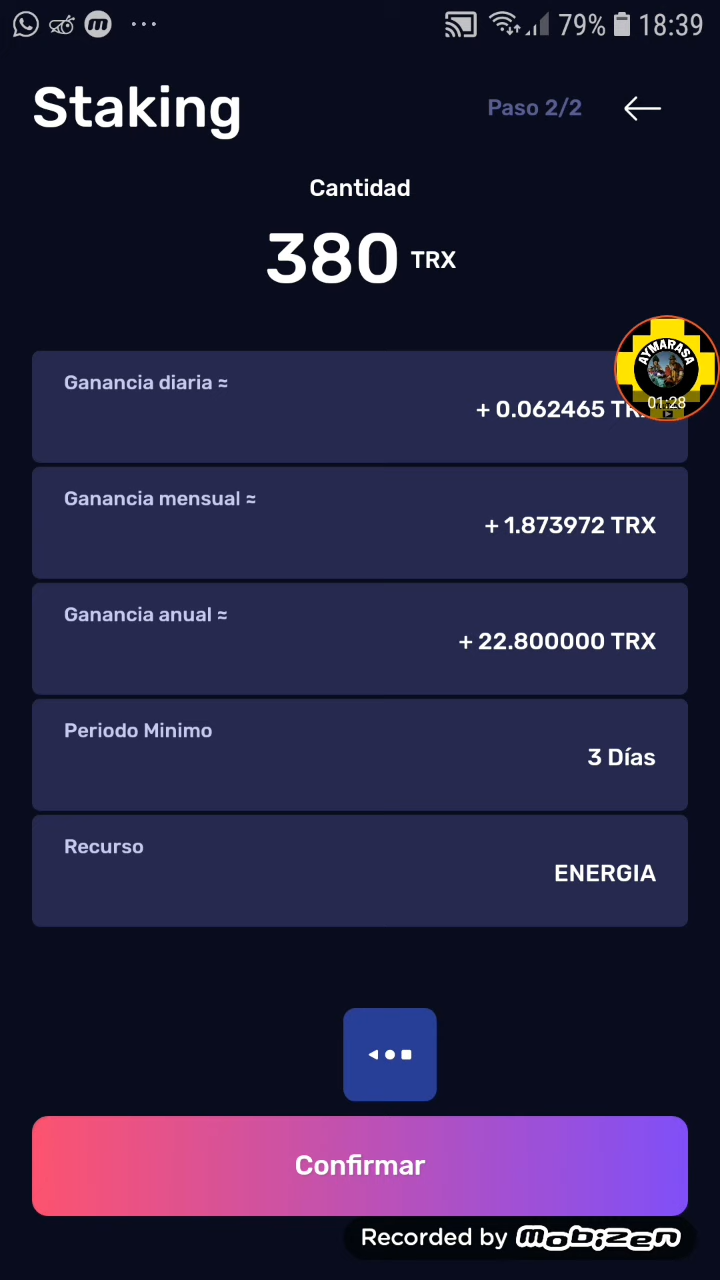 79% 18:39
Staking
Paso 2/2
Cantidad
380 TRX
Ganancia diaria ≈
+ 0.062465
AYMARASA
01:28
Ganancia mensual ≈
+ 1.873972 TRX
Ganancia anual ≈
+ 22.800000 TRX
Periodo Minimo
3 Días
Recurso
ENERGIA
Confirmar
Recorded by mobizen